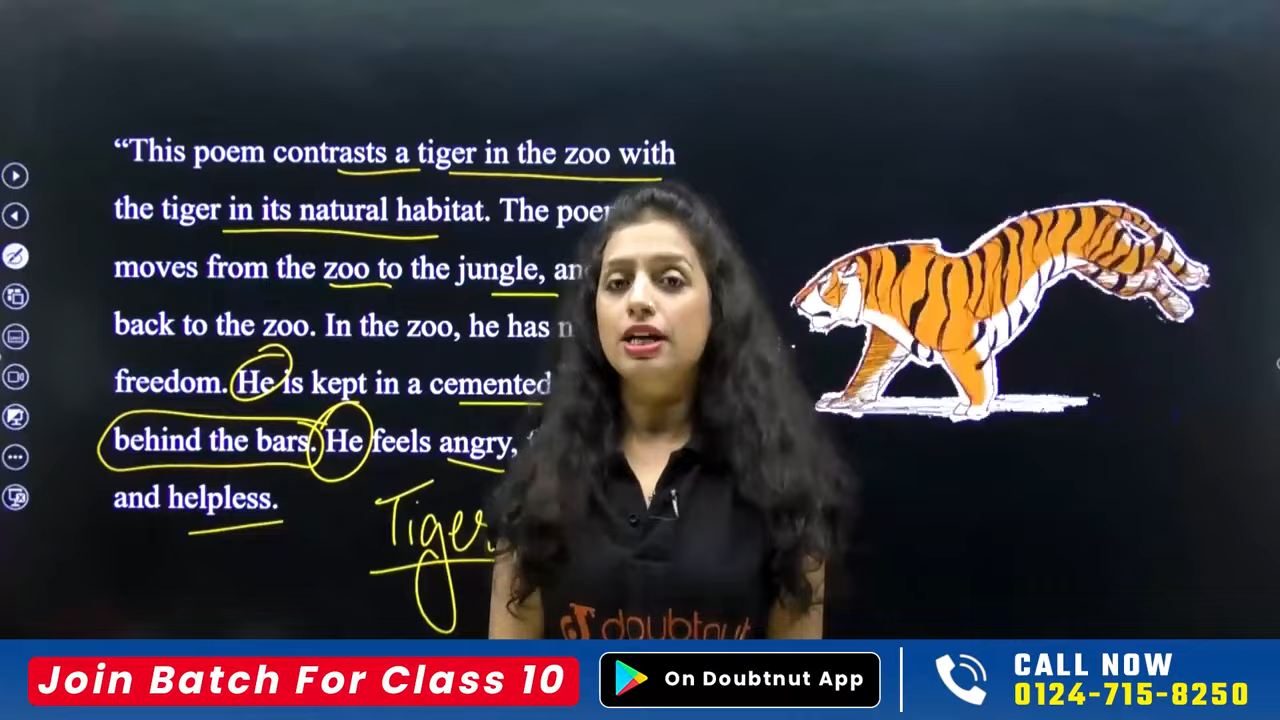 “This poem contrasts a tiger in the zoo with
the tiger in its natural habitat. The
moves from the zoo to the jungle,
back to the zoo. In the zoo, he has
freedom. He is kept in a cemented
behind the bars. He feels angry,
and helpless.
Tiger
doubtnut
Join Batch For Class 10
On Doubtnut App
CALL NOW
0124-715-8250